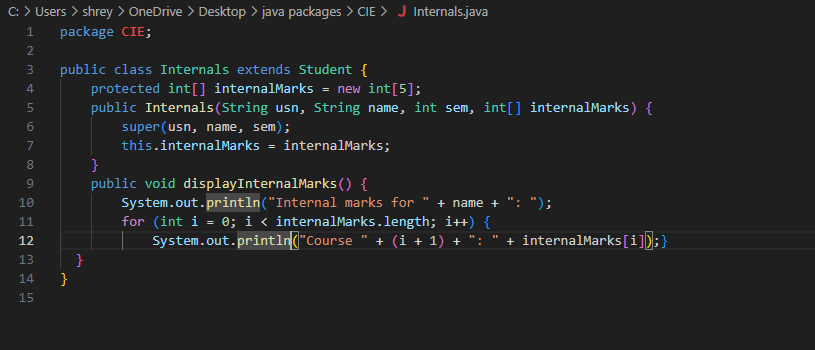 C: > Users > shrey > OneDrive > Desktop > java packages > CIE > J Internals.java
1 package CIE;
2
3 public class Internals extends Student {
4     protected int[] internalMarks = new int[5];
5     public Internals(String usn, String name, int sem, int[] internalMarks) {
6         super(usn, name, sem);
7         this.internalMarks = internalMarks;
8     }
9     public void displayInternalMarks() {
10         System.out.println("Internal marks for " + name + ": ");
11         for (int i = 0; i < internalMarks.length; i++) {
12             System.out.println("Course " + (i + 1) + ": " + internalMarks[i]);}
13   }
14 }
15